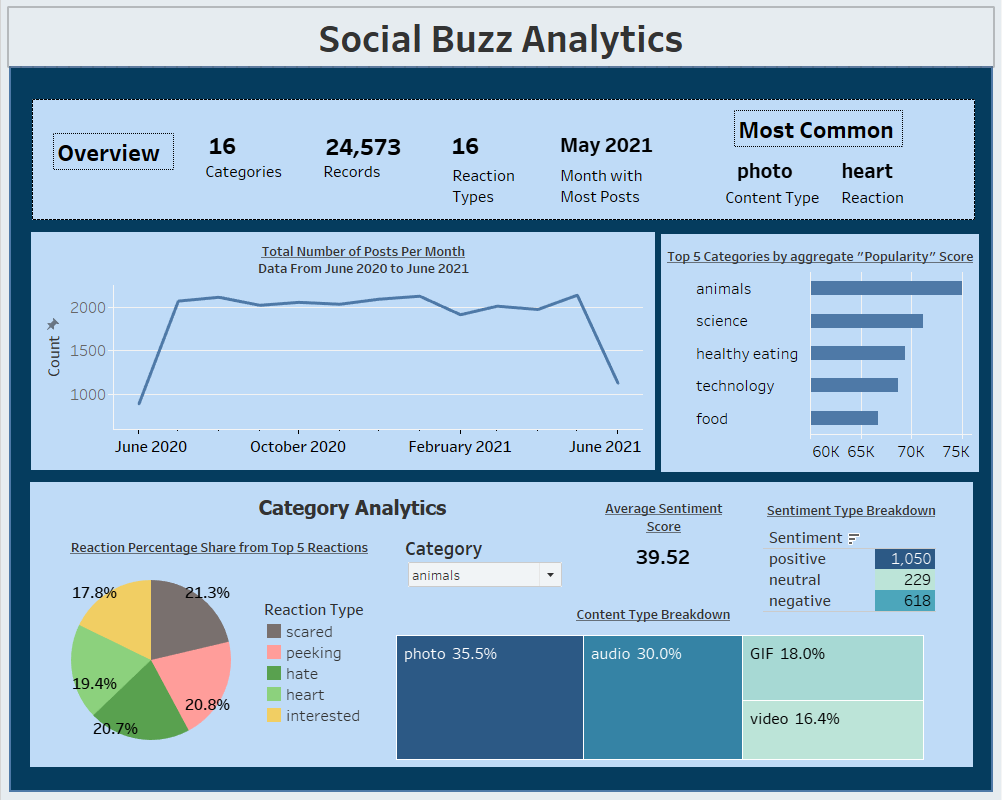 Social Buzz Analytics
Overview
16
Categories
24,573
Records
16
Reaction
Types
May 2021
Month with
Most Posts
Most Common
photo
Content Type
heart
Reaction
Total Number of Posts Per Month
Data From June 2020 to June 2021
Count
2000
1500
1000
June 2020
October 2020
February 2021
June 2021
Top 5 Categories by aggregate "Popularity" Score
animals
science
healthy eating
technology
food
60K
65K
70K
75K
Category Analytics
Reaction Percentage Share from Top 5 Reactions
17.8%
21.3%
19.4%
20.8%
20.7%
Reaction Type
scared
peeking
hate
heart
interested
Category
animals
Average Sentiment
Score
39.52
Sentiment Type Breakdown
Sentiment
positive 1,050
neutral 229
negative 618
Content Type Breakdown
photo 35.5%
audio 30.0%
GIF 18.0%
video 16.4%